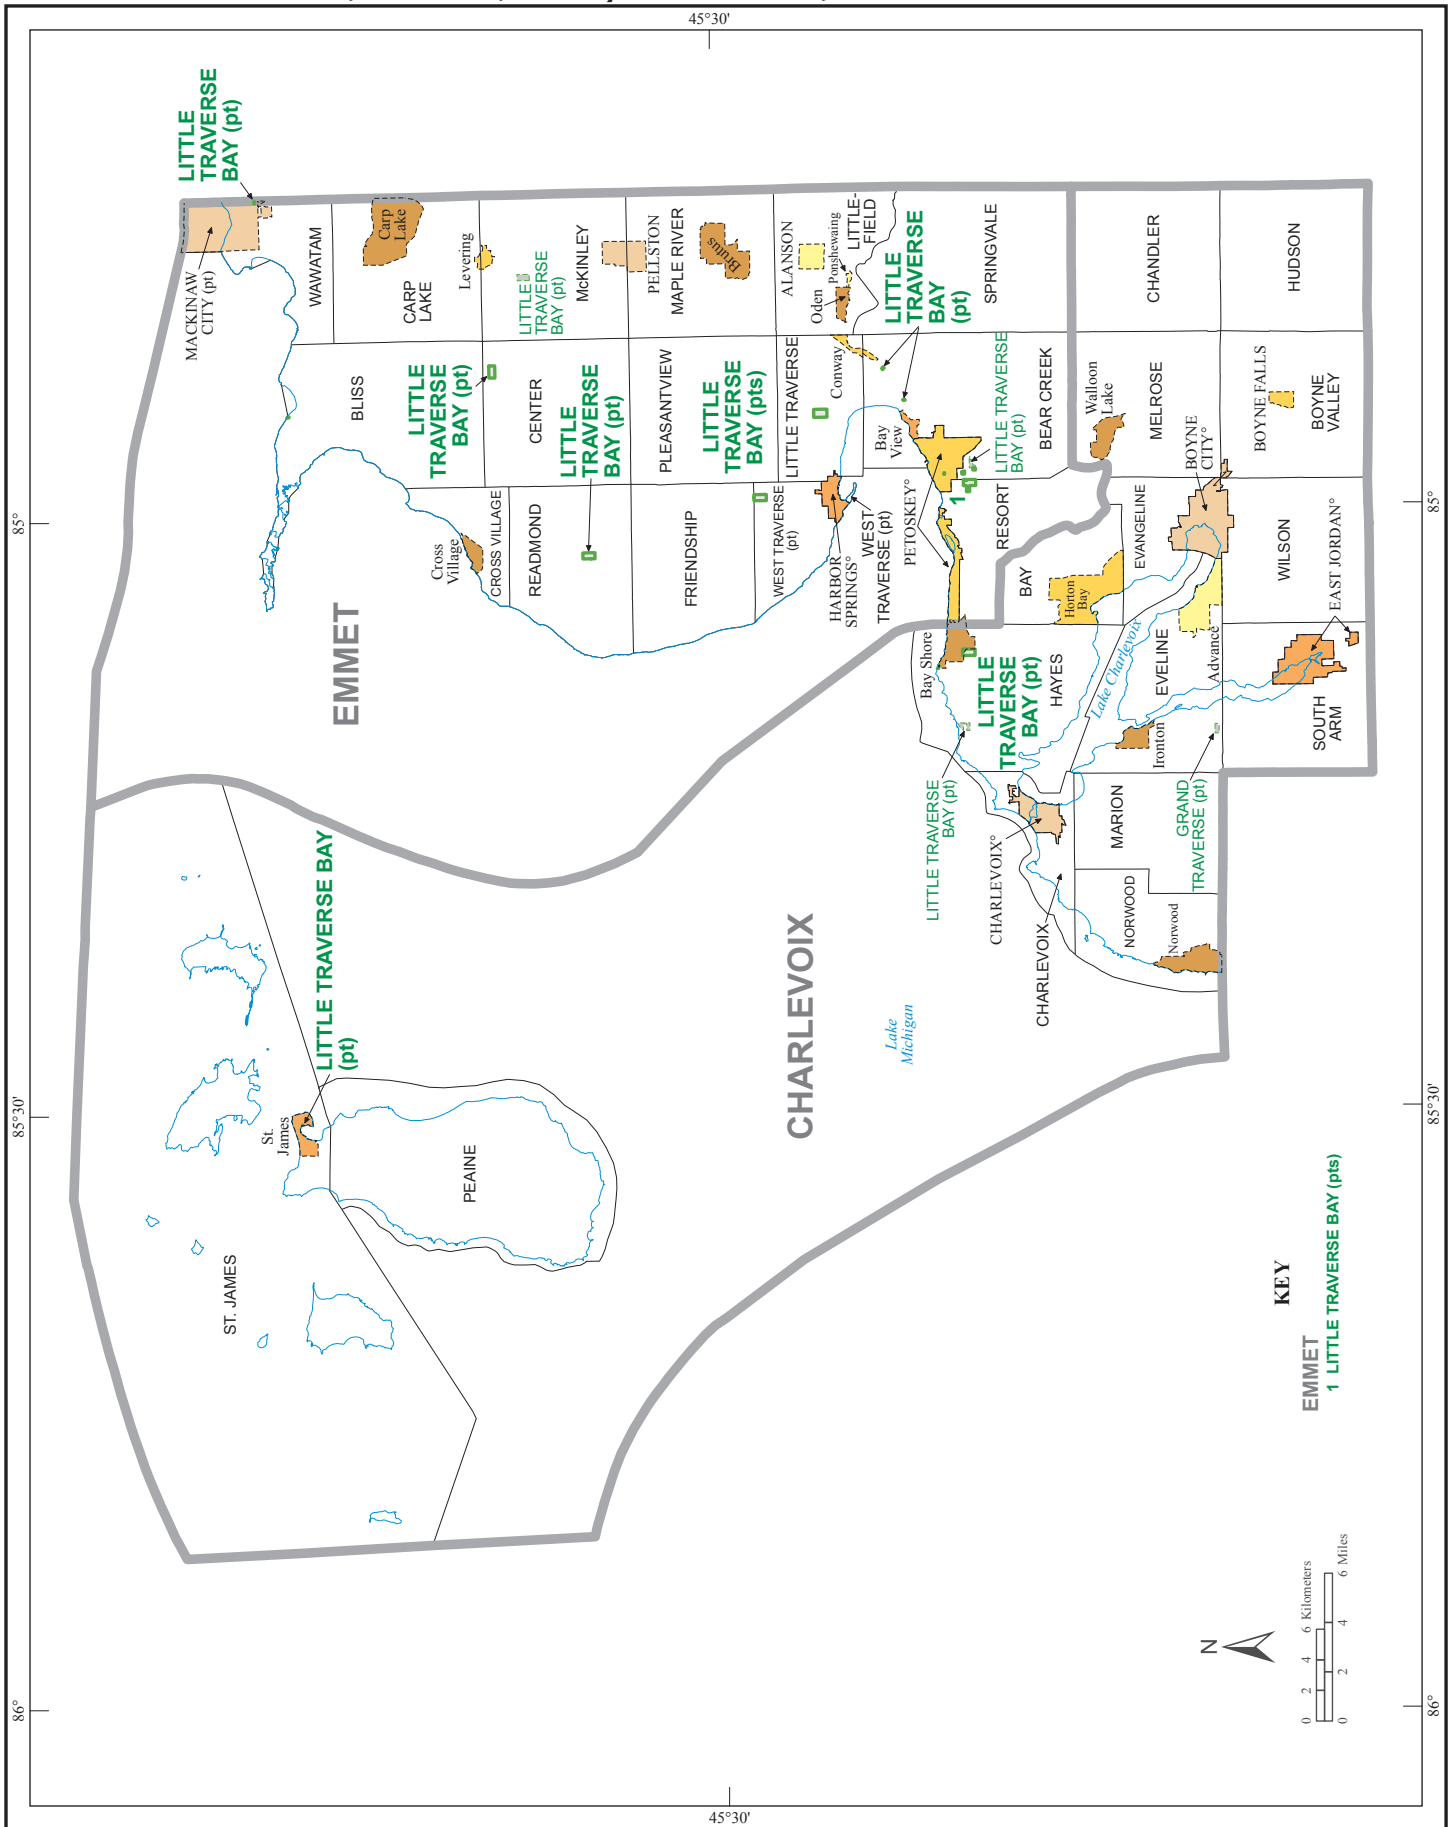 45°30'
LITTLE
TRAVERSE
BAY (pt)
MACKINAW
CITY (pt)
WAWATAM
Carp
Lake
CARP
LAKE
Levering
LITTLE
TRAVERSE
BAY (pt)
McKINLEY
PELLSTON
MAPLE RIVER
Brutus
ALANSON
Oden
Ponshewaing
LITTLE-
FIELD
LITTLE
TRAVERSE
BAY
(pt)
SPRINGVALE
CHANDLER
HUDSON
BLISS
LITTLE
TRAVERSE
BAY (pt)
CENTER
LITTLE
TRAVERSE
BAY (pt)
PLEASANTVIEW
LITTLE
TRAVERSE
BAY (pts)
LITTLE TRAVERSE
Conway
Bay
View
LITTLE TRAVERSE
BAY (pt)
BEAR CREEK
Walloon
Lake
MELROSE
BOYNE
CITY°
BOYNE FALLS
BOYNE
VALLEY
85°
Cross
Village
CROSS VILLAGE
READMOND
FRIENDSHIP
WEST TRAVERSE
(pt)
HARBOR
SPRINGS°
WEST
TRAVERSE (pt)
PETOSKEY°
1
RESORT
BAY
Horton
Bay
EVANGELINE
WILSON
EAST JORDAN°
85°
EMMET
Bay Shore
LITTLE
TRAVERSE
BAY (pt)
HAYES
Lake Charlevoix
EVELINE
Advance
Ironton
SOUTH
ARM
LITTLE TRAVERSE
BAY (pt)
CHARLEVOIX°
MARION
GRAND
TRAVERSE (pt)
NORWOOD
Norwood
CHARLEVOIX
LITTLE TRAVERSE BAY
(pt)
CHARLEVOIX
Lake
Michigan
85°30'
St.
James
PEAINE
85°30'
ST. JAMES
KEY
EMMET
1 LITTLE TRAVERSE BAY (pts)
N
0 2 4 6 Kilometers
0 2 4 6 Miles
86°
86°
45°30'